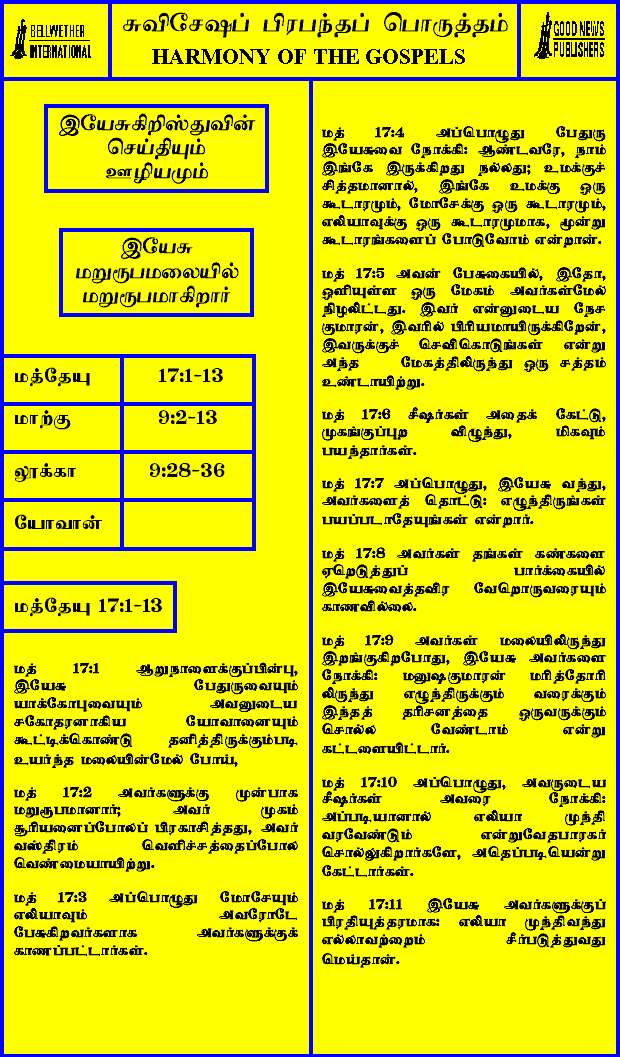 BELLWETHER
INTERNATIONAL
சுவிசேஷப் பிரபந்தப் பொருத்தம்
HARMONY OF THE GOSPELS
GOOD NEWS
PUBLISHERS
இயேசுகிறிஸ்துவின்
செய்தியும்
ஊழியமும்
இயேசு
மறுரூபமலையில்
மறுரூபமாகிறார்
மத்தேயு 17:1-13
மாற்கு 9:2-13
லூக்கா 9:28-36
யோவான்
மத்தேயு 17:1-13
மத் 17:1 ஆறுநாளைக்குப்பின்பு,
இயேசு பேதுருவையும்
யாக்கோபுவையும் அவனுடைய
சகோதரனாகிய யோவானையும்
கூட்டிக்கொண்டு தனித்திருக்கும்படி
உயர்ந்த மலையின்மேல் போய்,
மத் 17:2 அவர்களுக்கு முன்பாக
மறுரூபமானார்; அவர் முகம்
சூரியனைப்போலப் பிரகாசித்தது, அவர்
வஸ்திரம் வெளிச்சத்தைப்போல
வெண்மையாயிற்று.
மத் 17:3 அப்பொழுது மோசேயும்
எலியாவும் அவரோடே
பேசுகிறவர்களாக அவர்களுக்குக்
காணப்பட்டார்கள்.
மத் 17:4 அப்பொழுது பேதுரு
இயேசுவை நோக்கி: ஆண்டவரே, நாம்
இங்கே இருக்கிறது நல்லது; உமக்குச்
சித்தமானால், இங்கே உமக்கு ஒரு
கூடாரமும், மோசேக்கு ஒரு கூடாரமும்,
எலியாவுக்கு ஒரு கூடாரமுமாக, மூன்று
கூடாரங்களைப் போடுவோம் என்றான்.
மத் 17:5 அவன் பேசுகையில், இதோ,
ஒளியுள்ள ஒரு மேகம் அவர்கள்மேல்
நிழலிட்டது. இவர் என்னுடைய நேச
குமாரன், இவரில் பிரியமாயிருக்கிறேன்,
இவருக்குச் செவிகொடுங்கள் என்று
அந்த மேகத்திலிருந்து ஒரு சத்தம்
உண்டாயிற்று.
மத் 17:6 சீஷர்கள் அதைக் கேட்டு,
முகங்குப்புற விழுந்து, மிகவும்
பயந்தார்கள்.
மத் 17:7 அப்பொழுது, இயேசு வந்து,
அவர்களைத் தொட்டு: எழுந்திருங்கள்
பயப்படாதேயுங்கள் என்றார்.
மத் 17:8 அவர்கள் தங்கள் கண்களை
ஏறெடுத்துப் பார்க்கையில்
இயேசுவைத்தவிர வேறொருவரையும்
காணவில்லை.
மத் 17:9 அவர்கள் மலையிலிருந்து
இறங்குகிறபோது, இயேசு அவர்களை
நோக்கி: மனுஷகுமாரன் மரித்தோரி
லிருந்து எழுந்திருக்கும் வரைக்கும்
இந்தத் தரிசனத்தை ஒருவருக்கும்
சொல்ல வேண்டாம் என்று
கட்டளையிட்டார்.
மத் 17:10 அப்பொழுது, அவருடைய
சீஷர்கள் அவரை நோக்கி:
அப்படியானால் எலியா முந்தி
வரவேண்டும் என்றுவேதபாரகர்
சொல்லுகிறார்களே, அதெப்படியென்று
கேட்டார்கள்.
மத் 17:11 இயேசு அவர்களுக்குப்
பிரதியுத்தரமாக: எலியா முந்திவந்து
எல்லாவற்றைறம் சீர்படுத்துவது
மெய்தான்.